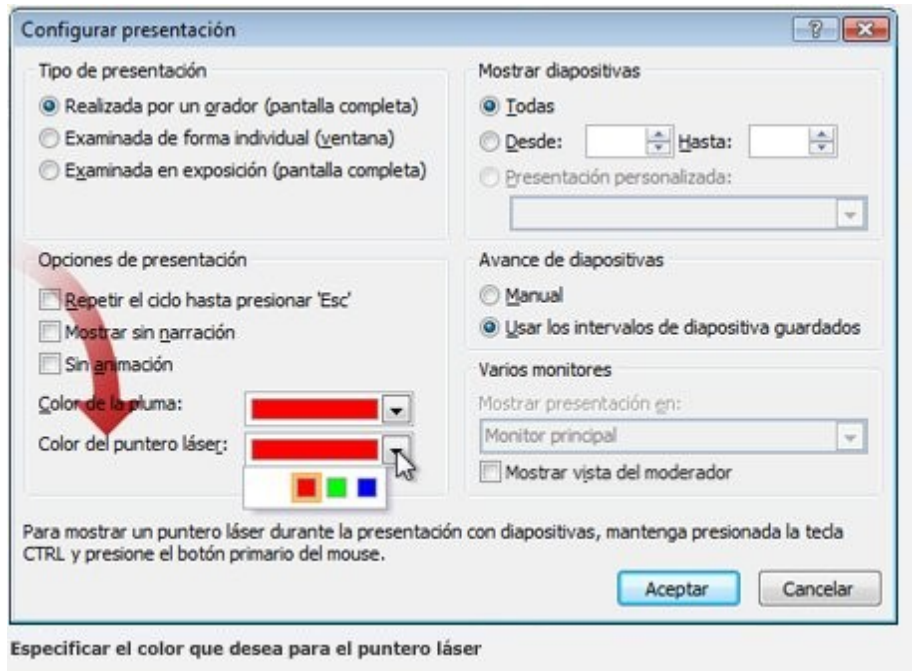 Configurar presentación
Tipo de presentación
Realizada por un orador (pantalla completa)
Examinada de forma individual (ventana)
Examinada en exposición (pantalla completa)
Mostrar diapositivas
Todas
Desde: Hasta:
Presentación personalizada:
Opciones de presentación
Repetir el ciclo hasta presionar 'Esc'
Mostrar sin narración
Sin animación
Color de la pluma:
Color del puntero láser:
Avance de diapositivas
Manual
Usar los intervalos de diapositiva guardados
Varios monitores
Mostrar presentación en:
Monitor principal
Mostrar vista del moderador
Para mostrar un puntero láser durante la presentación con diapositivas, mantenga presionada la tecla
CTRL y presione el botón primario del mouse.
Aceptar Cancelar
Especificar el color que desea para el puntero láser